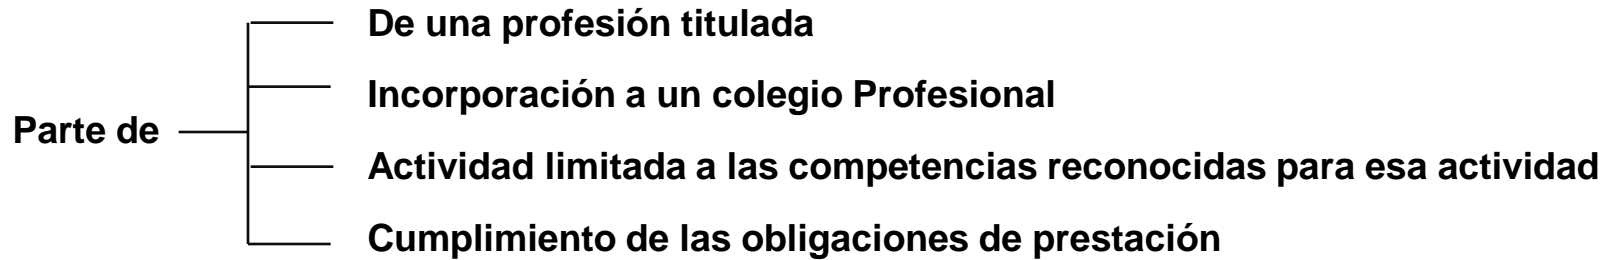 De una profesión titulada
Incorporación a un colegio Profesional
Parte de
Actividad limitada a las competencias reconocidas para esa actividad
Cumplimiento de las obligaciones de prestación